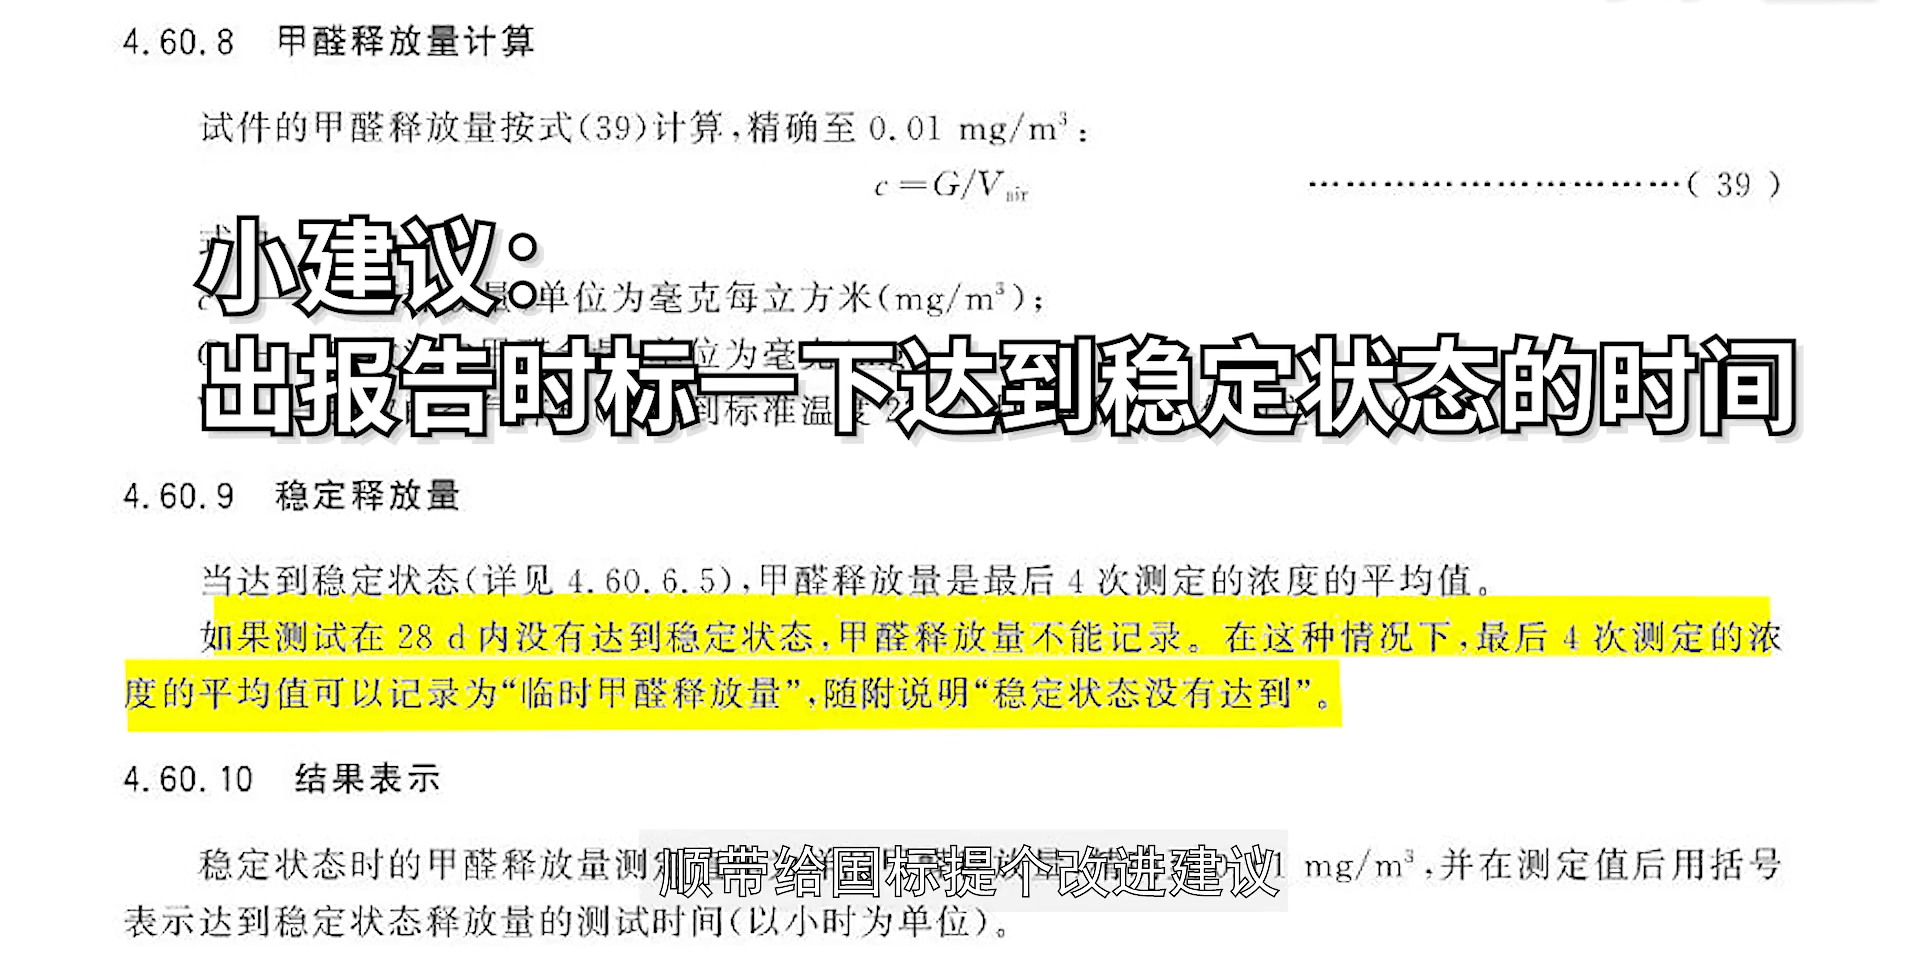 4.60.8 甲醛释放量计算
试件的甲醛释放量按式(39)计算,精确至 0.01 mg/m³:
c=G/Vair ……………………………( 39 )
小建议:
单位为毫克每立方米(mg/m³);
出报告时标一下达到稳定状态的时间
4.60.9 稳定释放量
当达到稳定状态(详见 4.60.6.5),甲醛释放量是最后 4 次测定的浓度的平均值。
如果测试在 28 d 内没有达到稳定状态,甲醛释放量不能记录。在这种情况下,最后 4 次测定的浓
度的平均值可以记录为“临时甲醛释放量”,随附说明“稳定状态没有达到”。
4.60.10 结果表示
稳定状态时的甲醛释放量测 mg/m³,并在测定值后用括号
顺带给国标提个改进建议
表示达到稳定状态释放量的测试时间(以小时为单位)。